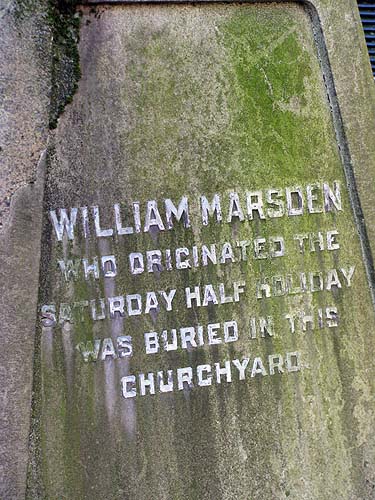 WILLIAM MARSDEN
WHO ORIGINATED THE
SATURDAY HALF HOLIDAY
WAS BURIED IN THIS
CHURCHYARD